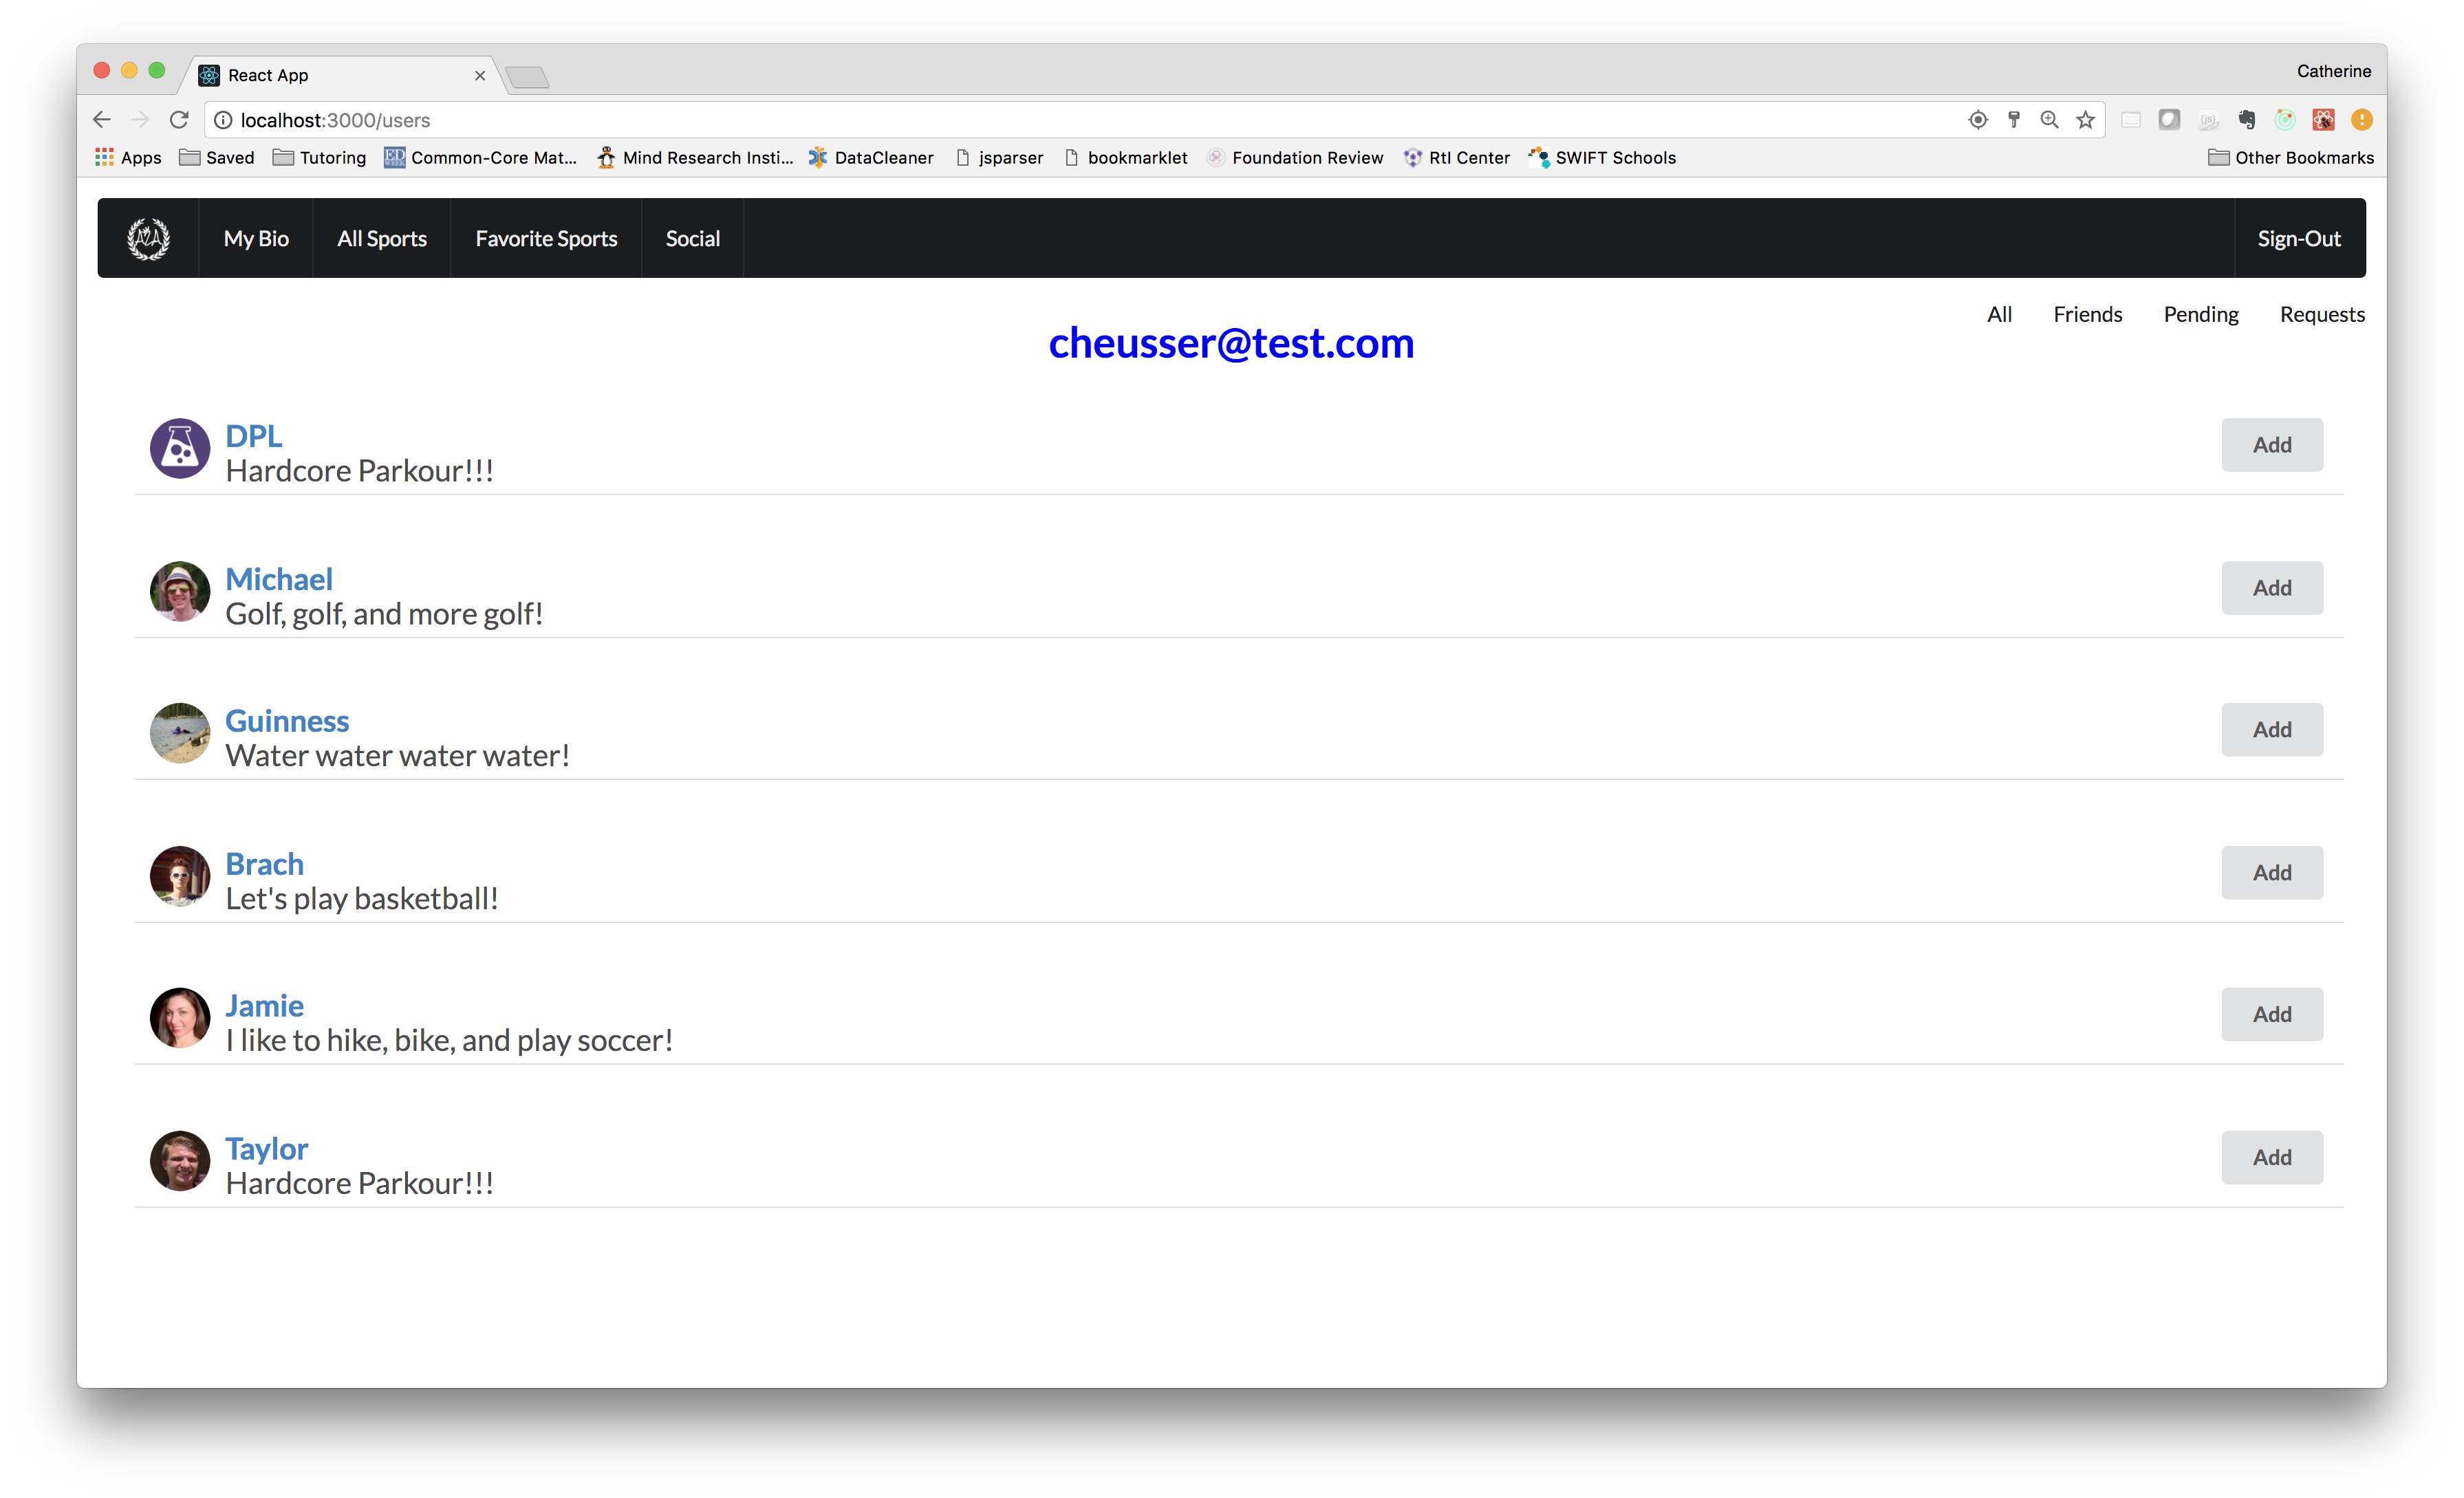 React App
Catherine
localhost:3000/users
Apps Saved Tutoring Common-Core Mat... Mind Research Insti... DataCleaner jsparser bookmarklet Foundation Review RtI Center SWIFT Schools Other Bookmarks
A2A My Bio All Sports Favorite Sports Social Sign-Out
All Friends Pending Requests
cheusser@test.com
DPL
Hardcore Parkour!!!
Add
Michael
Golf, golf, and more golf!
Add
Guinness
Water water water water!
Add
Brach
Let's play basketball!
Add
Jamie
I like to hike, bike, and play soccer!
Add
Taylor
Hardcore Parkour!!!
Add